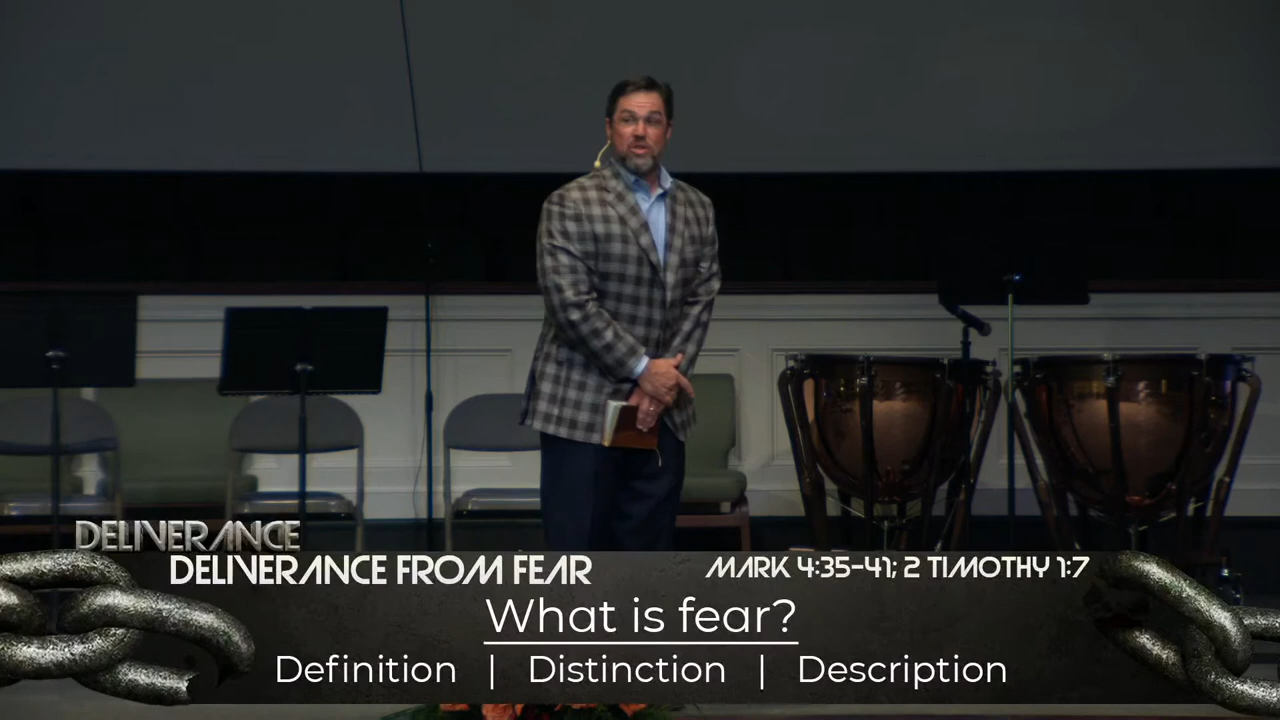 DELIVERANCE
DELIVERANCE FROM FEAR
MARK 4:35-41; 2 TIMOTHY 1:7
What is fear?
Definition | Distinction | Description